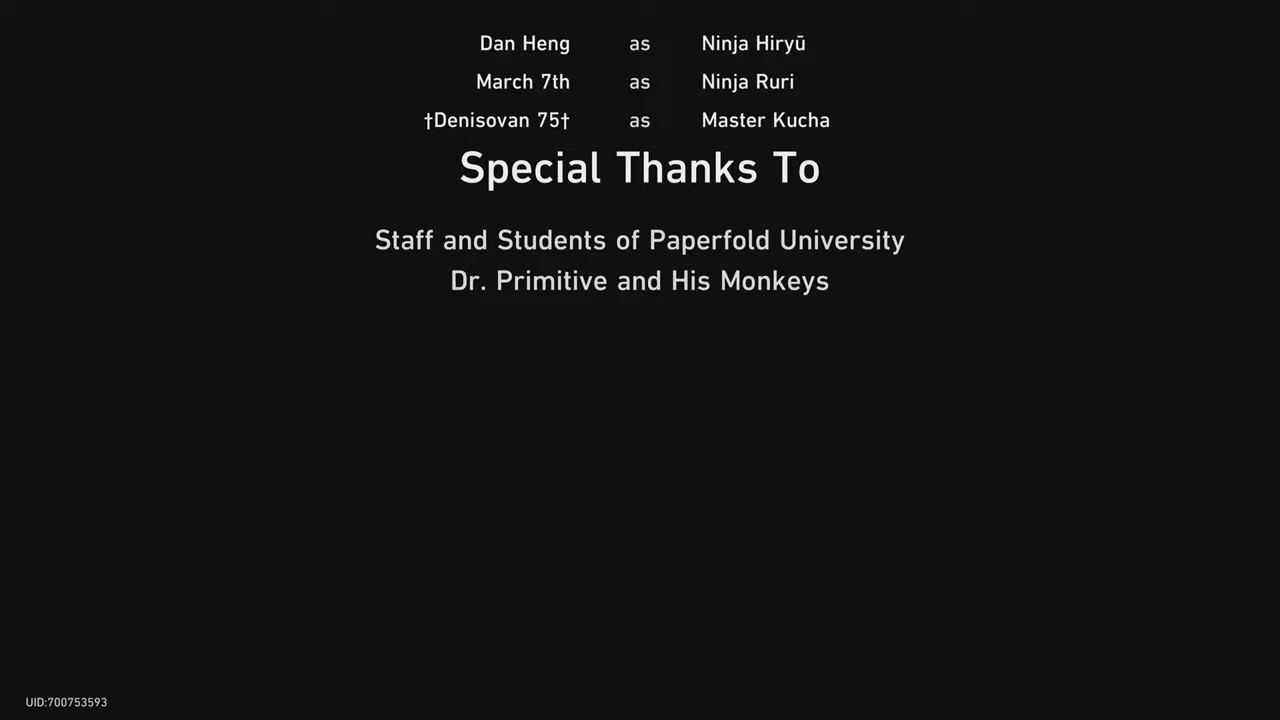 Dan Heng as Ninja Hiryū
March 7th as Ninja Ruri
†Denisovan 75† as Master Kucha
Special Thanks To
Staff and Students of Paperfold University
Dr. Primitive and His Monkeys
UID:700753593